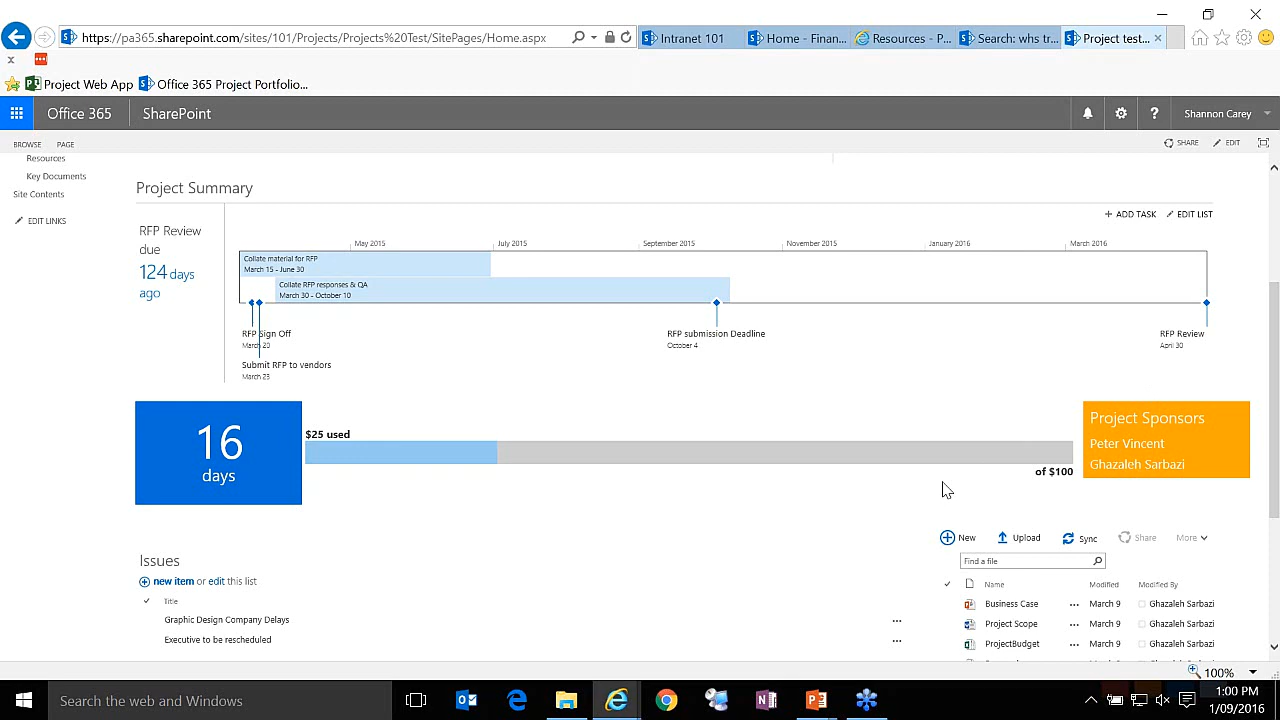 https://pa365.sharepoint.com/sites/101/Projects/Projects%20Test/SitePages/Home.aspx
Intranet 101
Home - Finan...
Resources - P...
Search: whs tr...
Project test...
x
Project Web App
Office 365 Project Portfolio...
Office 365
SharePoint
?
Shannon Carey
BROWSE
PAGE
SHARE
EDIT
Resources
Key Documents
Site Contents
EDIT LINKS
Project Summary
+ ADD TASK
EDIT LIST
RFP Review
due
124 days
ago
May 2015
July 2015
September 2015
November 2015
January 2016
March 2016
Collate material for RFP
March 15 - June 30
Collate RFP responses & QA
March 30 - October 10
RFP Sign Off
March 20
Submit RFP to vendors
March 23
RFP submission Deadline
October 4
RFP Review
April 30
16
days
$25 used
of $100
Project Sponsors
Peter Vincent
Ghazaleh Sarbazi
Issues
new item or edit this list
Title
Graphic Design Company Delays
...
Executive to be rescheduled
...
New
Upload
Sync
Share
More
Find a file
Name
Modified
Modified By
Business Case
...
March 9
Ghazaleh Sarbazi
Project Scope
...
March 9
Ghazaleh Sarbazi
ProjectBudget
...
March 9
Ghazaleh Sarbazi
100%
Search the web and Windows
1:00 PM
1/09/2016